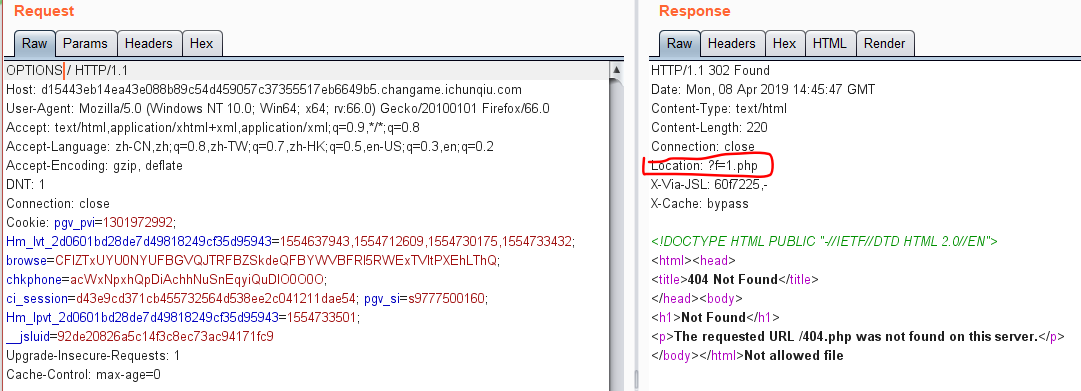 Request
Raw Params Headers Hex
OPTIONS / HTTP/1.1
Host: d15443eb14ea43e088b89c54d459057c37355517eb6649b5.changame.ichunqiu.com
User-Agent: Mozilla/5.0 (Windows NT 10.0; Win64; x64; rv:66.0) Gecko/20100101 Firefox/66.0
Accept: text/html,application/xhtml+xml,application/xml;q=0.9,*/*;q=0.8
Accept-Language: zh-CN,zh;q=0.8,zh-TW;q=0.7,zh-HK;q=0.5,en-US;q=0.3,en;q=0.2
Accept-Encoding: gzip, deflate
DNT: 1
Connection: close
Cookie: pgv_pvi=1301972992;
Hm_lvt_2d0601bd28de7d49818249cf35d95943=1554637943,1554712609,1554730175,1554733432;
browse=CFlZTxUYU0NYUFBGVQJTRFBZSkdeQFBYWVBFRl5RWExTVltPXEhLThQ;
chkphone=acWxNpxhQpDiAchhNuSnEqyiQuDIO0O0O;
ci_session=d43e9cd371cb455732564d538ee2c041211dae54; pgv_si=s9777500160;
Hm_lpvt_2d0601bd28de7d49818249cf35d95943=1554733501;
__jsluid=92de20826a5c14f3c8ec73ac94171fc9
Upgrade-Insecure-Requests: 1
Cache-Control: max-age=0
Response
Raw Headers Hex HTML Render
HTTP/1.1 302 Found
Date: Mon, 08 Apr 2019 14:45:47 GMT
Content-Type: text/html
Content-Length: 220
Connection: close
Location: ?f=1.php
X-Via-JSL: 60f7225,-
X-Cache: bypass
<!DOCTYPE HTML PUBLIC "-//IETF//DTD HTML 2.0//EN">
<html><head>
<title>404 Not Found</title>
</head><body>
<h1>Not Found</h1>
<p>The requested URL /404.php was not found on this server.</p>
</body></html>Not allowed file